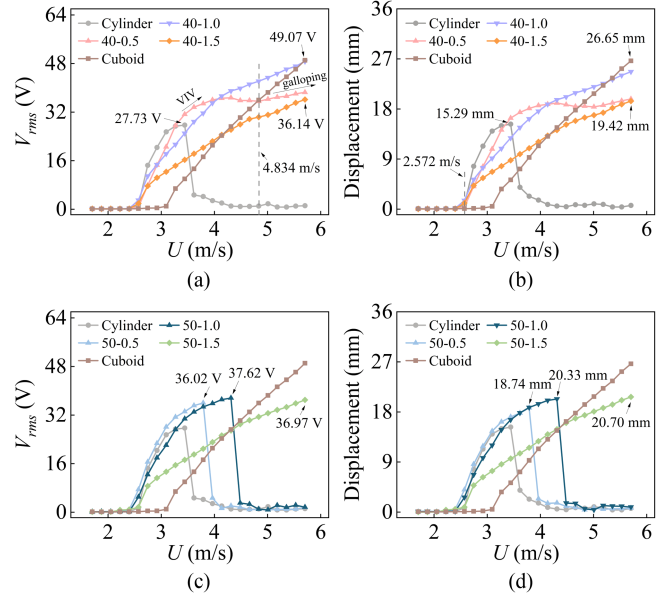 Cylinder 40-1.0
40-0.5 40-1.5
Cuboid
49.07 V
VIV
galloping
27.73 V
36.14 V
4.834 m/s
64
48
32
16
0
V_rms (V)
2 3 4 5 6
U (m/s)
(a)
Cylinder 40-1.0
40-0.5 40-1.5
Cuboid
26.65 mm
15.29 mm
19.42 mm
2.572 m/s
36
27
18
9
0
Displacement (mm)
2 3 4 5 6
U (m/s)
(b)
Cylinder 50-1.0
50-0.5 50-1.5
Cuboid
36.02 V 37.62 V
36.97 V
64
48
32
16
0
V_rms (V)
2 3 4 5 6
U (m/s)
(c)
Cylinder 50-1.0
50-0.5 50-1.5
Cuboid
18.74 mm 20.33 mm
20.70 mm
36
27
18
9
0
Displacement (mm)
2 3 4 5 6
U (m/s)
(d)